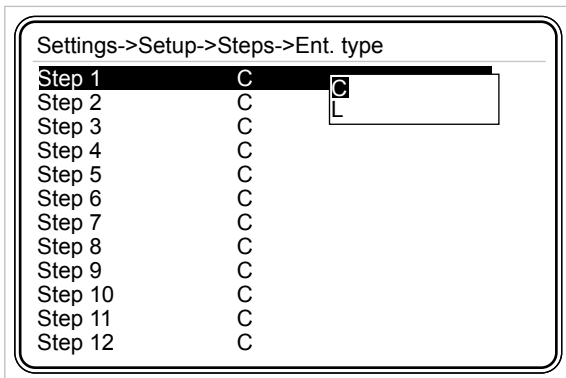 Settings->Setup->Steps->Ent. type
Step 1 C C
Step 2 C L
Step 3 C
Step 4 C
Step 5 C
Step 6 C
Step 7 C
Step 8 C
Step 9 C
Step 10 C
Step 11 C
Step 12 C